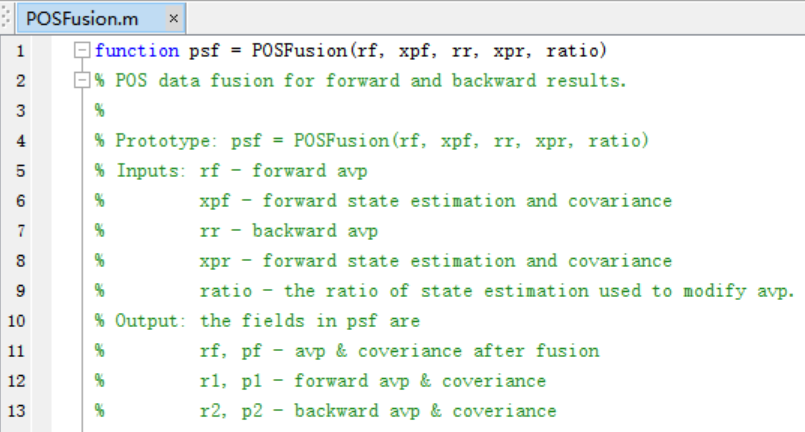 POSFusion.m ×
1 function psf = POSFusion(rf, xpf, rr, xpr, ratio)
2 % POS data fusion for forward and backward results.
3 %
4 % Prototype: psf = POSFusion(rf, xpf, rr, xpr, ratio)
5 % Inputs: rf - forward avp
6 % xpf - forward state estimation and covariance
7 % rr - backward avp
8 % xpr - forward state estimation and covariance
9 % ratio - the ratio of state estimation used to modify avp.
10 % Output: the fields in psf are
11 % rf, pf - avp & coveriance after fusion
12 % r1, p1 - forward avp & coveriance
13 % r2, p2 - backward avp & coveriance